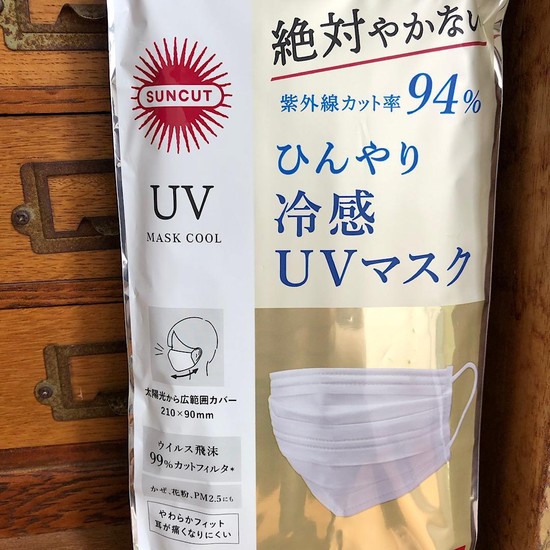 絶対やかない
SUNCUT
紫外線カット率94%
ひんやり
冷感
UVマスク
UV
MASK COOL
太陽光から広範囲カバー
210×90mm
ウイルス飛沫
99%カットフィルタ*
かぜ、花粉、PM2.5にも
やわらかフィット
耳が痛くなりにくい